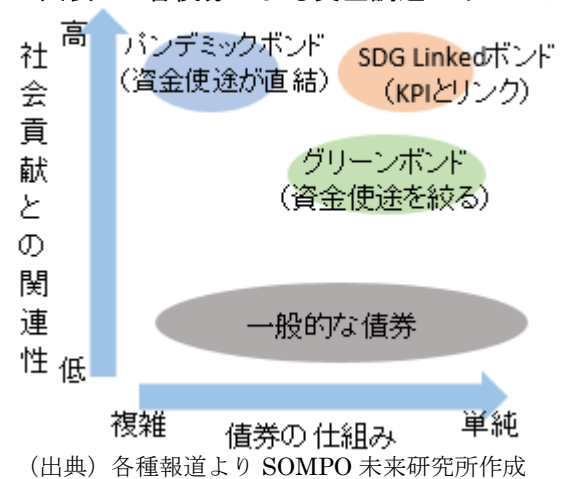 高
社会貢献との関連性
低
パンデミックボンド
(資金使途が直結)
SDG Linkedボンド
(KPIとリンク)
グリーンボンド
(資金使途を絞る)
一般的な債券
複雑
債券の仕組み
単純
(出典)各種報道より SOMPO 未来研究所作成